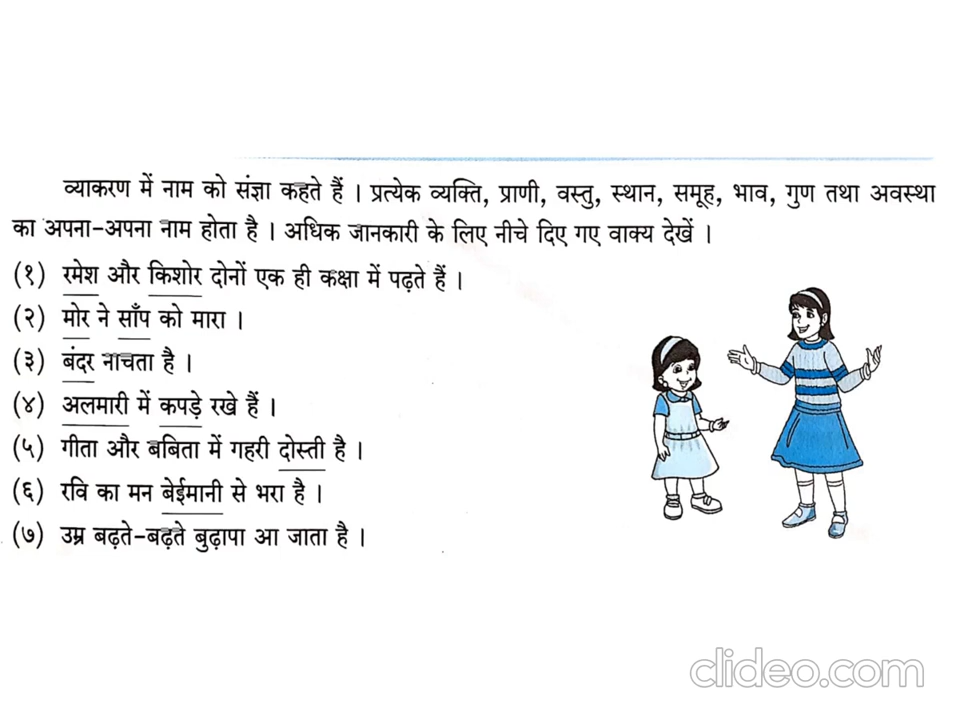 व्याकरण में नाम को संज्ञा कहते हैं । प्रत्येक व्यक्ति, प्राणी, वस्तु, स्थान, समूह, भाव, गुण तथा अवस्था
का अपना-अपना नाम होता है । अधिक जानकारी के लिए नीचे दिए गए वाक्य देखें ।
(१) रमेश और किशोर दोनों एक ही कक्षा में पढ़ते हैं ।
(२) मोर ने साँप को मारा ।
(३) बंदर नाचता है ।
(४) अलमारी में कपड़े रखे हैं ।
(५) गीता और बबिता में गहरी दोस्ती है ।
(६) रवि का मन बेईमानी से भरा है ।
(७) उम्र बढ़ते-बढ़ते बुढ़ापा आ जाता है ।
clideo.com